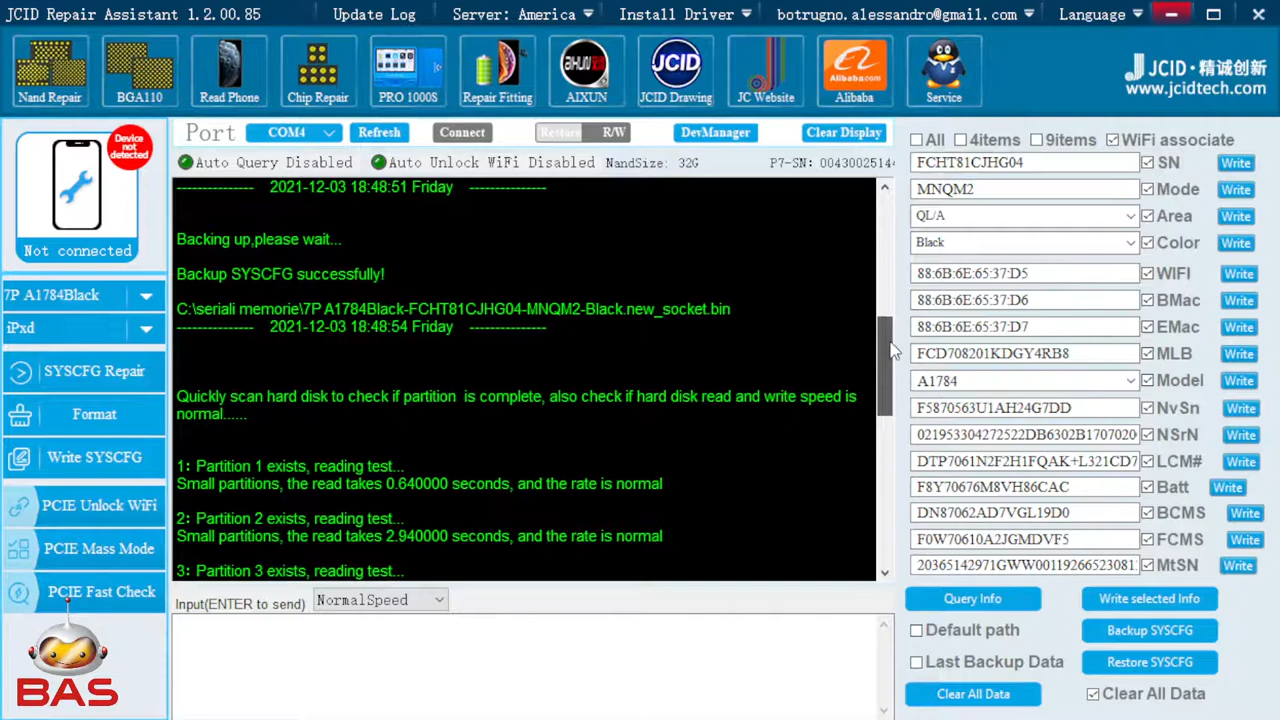 JCID Repair Assistant 1.2.00.85
Update Log
Server: America
Install Driver
botrugno.alessandro@gmail.com
Language
Nand Repair
BGA110
Read Phone
Chip Repair
PRO 1000S
Repair Fitting
AIXUN
JCID Drawing
JC Website
Alibaba
Service
JCID
Alibaba.com
JCID·精诚创新
www.jcidtech.com
Device not detected
Not connected
7P A1784Black
iPxd
SYSCFG Repair
Format
Write SYSCFG
PCIE Unlock WiFi
PCIE Mass Mode
PCIE Fast Check
BAS
Port
COM4
Refresh
Connect
Restore
R/W
DevManager
Clear Display
Auto Query Disabled
Auto Unlock WiFi Disabled
NandSize: 32G
P7-SN: 0043002514
--------------- 2021-12-03 18:48:51 Friday ---------------
Backing up,please wait...
Backup SYSCFG successfully!
C:\seriali memorie\7P A1784Black-FCHT81CJHG04-MNQM2-Black.new_socket.bin
--------------- 2021-12-03 18:48:54 Friday ---------------
Quickly scan hard disk to check if partition is complete, also check if hard disk read and write speed is
normal......
1: Partition 1 exists, reading test...
Small partitions, the read takes 0.640000 seconds, and the rate is normal
2: Partition 2 exists, reading test...
Small partitions, the read takes 2.940000 seconds, and the rate is normal
3: Partition 3 exists, reading test...
Input(ENTER to send)
NormalSpeed
All
4items
9items
WiFi associate
FCHT81CJHG04 SN Write
MNQM2 Mode Write
QL/A Area Write
Black Color Write
88:6B:6E:65:37:D5 WIFI Write
88:6B:6E:65:37:D6 BMac Write
88:6B:6E:65:37:D7 EMac Write
FCD708201KDGY4RB8 MLB Write
A1784 Model Write
F5870563U1AH24G7DD NvSn Write
021953304272522DB6302B1707020 NSrN Write
DTP7061N2F2H1FQAK+L321CD7 LCM# Write
F8Y70676M8VH86CAC Batt Write
DN87062AD7VGL19D0 BCMS Write
F0W70610A2JGMDVF5 FCMS Write
20365142971GWW00119266523081 MtSN Write
Query Info
Write selected Info
Default path
Backup SYSCFG
Last Backup Data
Restore SYSCFG
Clear All Data
Clear All Data